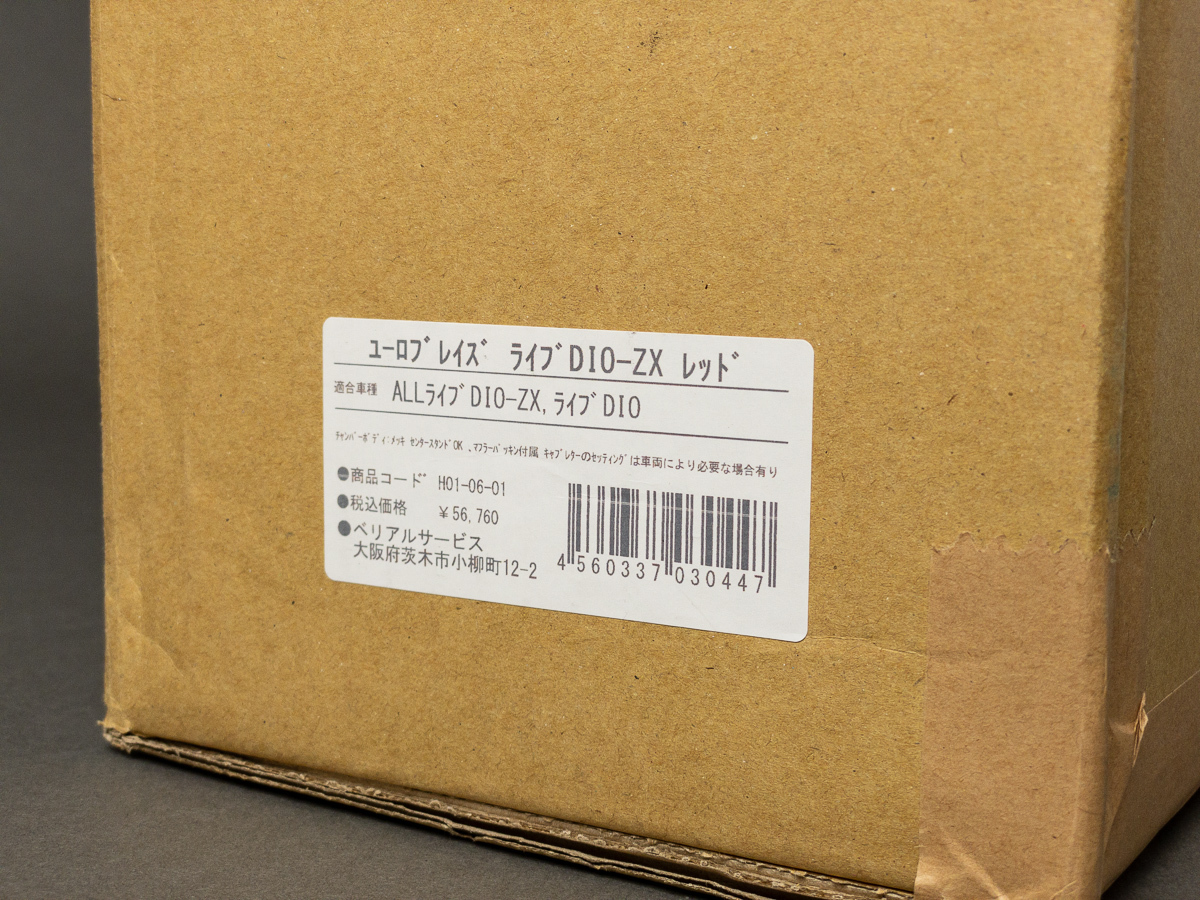 ﾕｰﾛﾌﾞﾚｲｽﾞ ﾗｲﾌﾞDIO-ZX ﾚｯﾄﾞ
適合車種 ALLﾗｲﾌﾞDIO-ZX,ﾗｲﾌﾞDIO
ﾁｬﾝﾊﾞｰﾎﾞﾃﾞｨ:ﾒｯｷ ｾﾝﾀｰｽﾀﾝﾄﾞOK 、ﾏﾌﾗｰﾊﾟｯｷﾝ付属 ｷｬﾌﾞﾚﾀｰのｾｯﾃｨﾝｸﾞは車両により必要な場合有り
●商品コード H01-06-01
●税込価格 ￥56,760
●ベリアルサービス
大阪府茨木市小柳町12-2
4560337030447